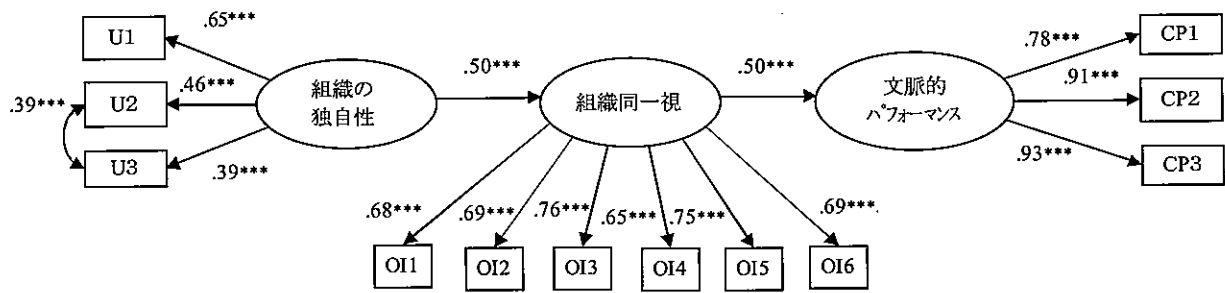 .65***
U1
.46***
.39***
U2
U3
.39***
組織の
独自性
.50***
組織同一視
.50***
文脈的
パフォーマンス
.78***
CP1
.91***
CP2
.93***
CP3
.68***
.69***
.76***
.65***
.75***
.69***
OI1
OI2
OI3
OI4
OI5
OI6